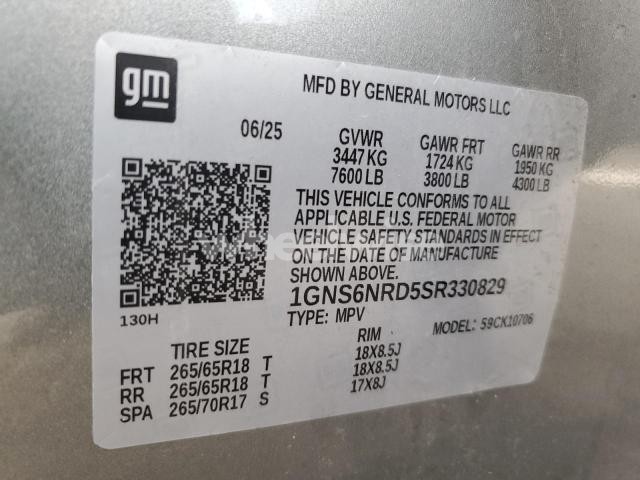 gm
MFD BY GENERAL MOTORS LLC
06/25 GVWR GAWR FRT GAWR RR
3447 KG 1724 KG 1950 KG
7600 LB 3800 LB 4300 LB
THIS VEHICLE CONFORMS TO ALL
APPLICABLE U.S. FEDERAL MOTOR
VEHICLE SAFETY STANDARDS IN EFFECT
ON THE DATE OF MANUFACTURE
SHOWN ABOVE.
1GNS6NRD5SR330829
130H
TYPE: MPV MODEL: 59CK10706
TIRE SIZE RIM
FRT 265/65R18 T 18X8.5J
RR 265/65R18 T 18X8.5J
SPA 265/70R17 S 17X8J